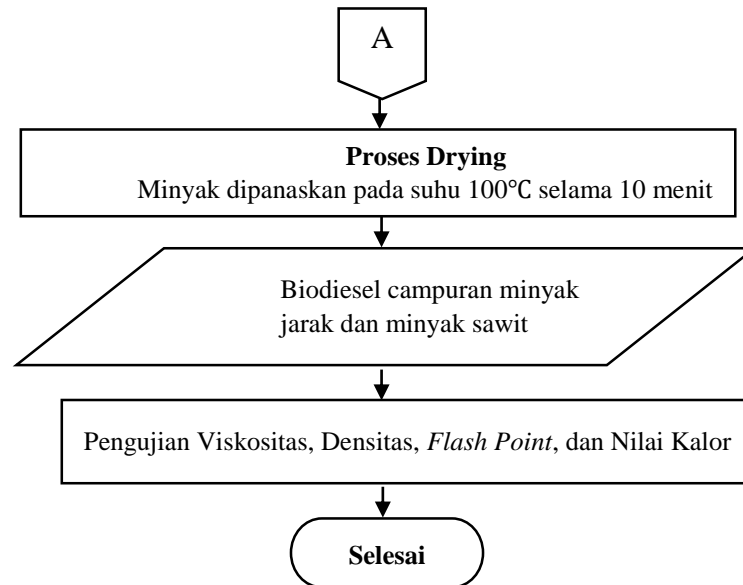 A
Proses Drying
Minyak dipanaskan pada suhu 100℃ selama 10 menit
Biodiesel campuran minyak
jarak dan minyak sawit
Pengujian Viskositas, Densitas, Flash Point, dan Nilai Kalor
Selesai